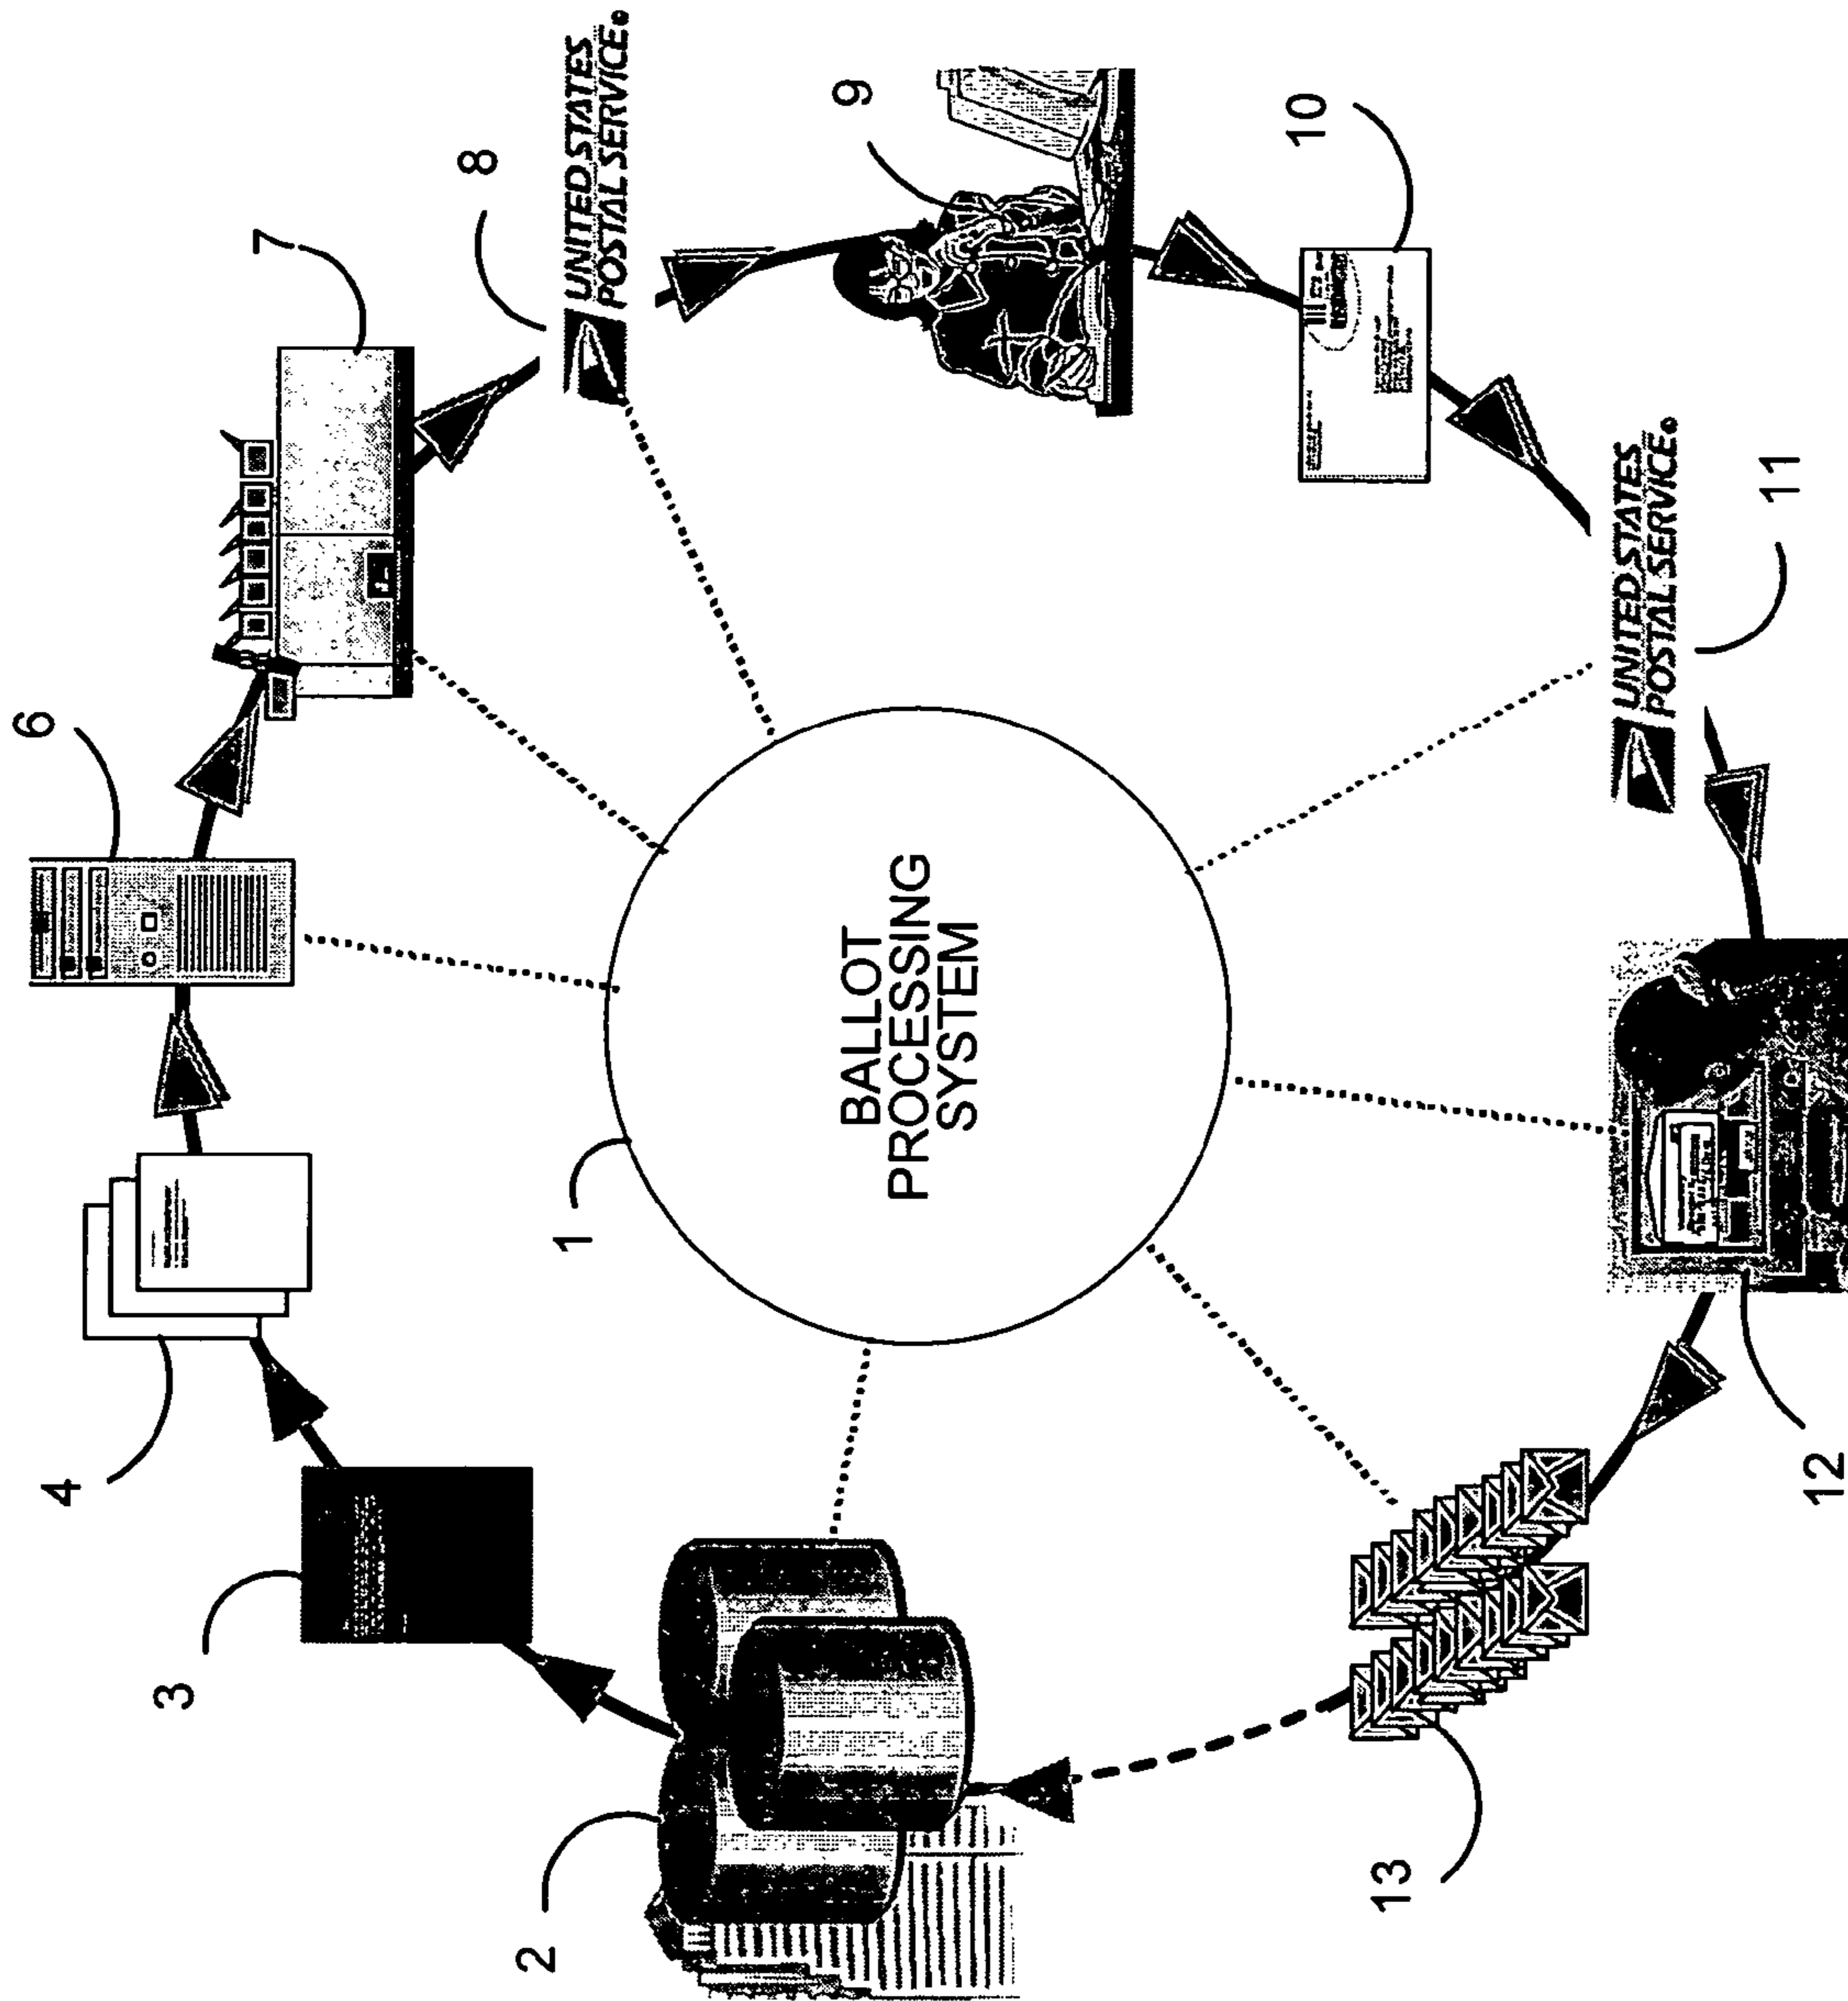 1
BALLOT
PROCESSING
SYSTEM
2
3
4
6
7
8
UNITED STATES
POSTAL SERVICE®
9
10
11
UNITED STATES
POSTAL SERVICE®
12
13